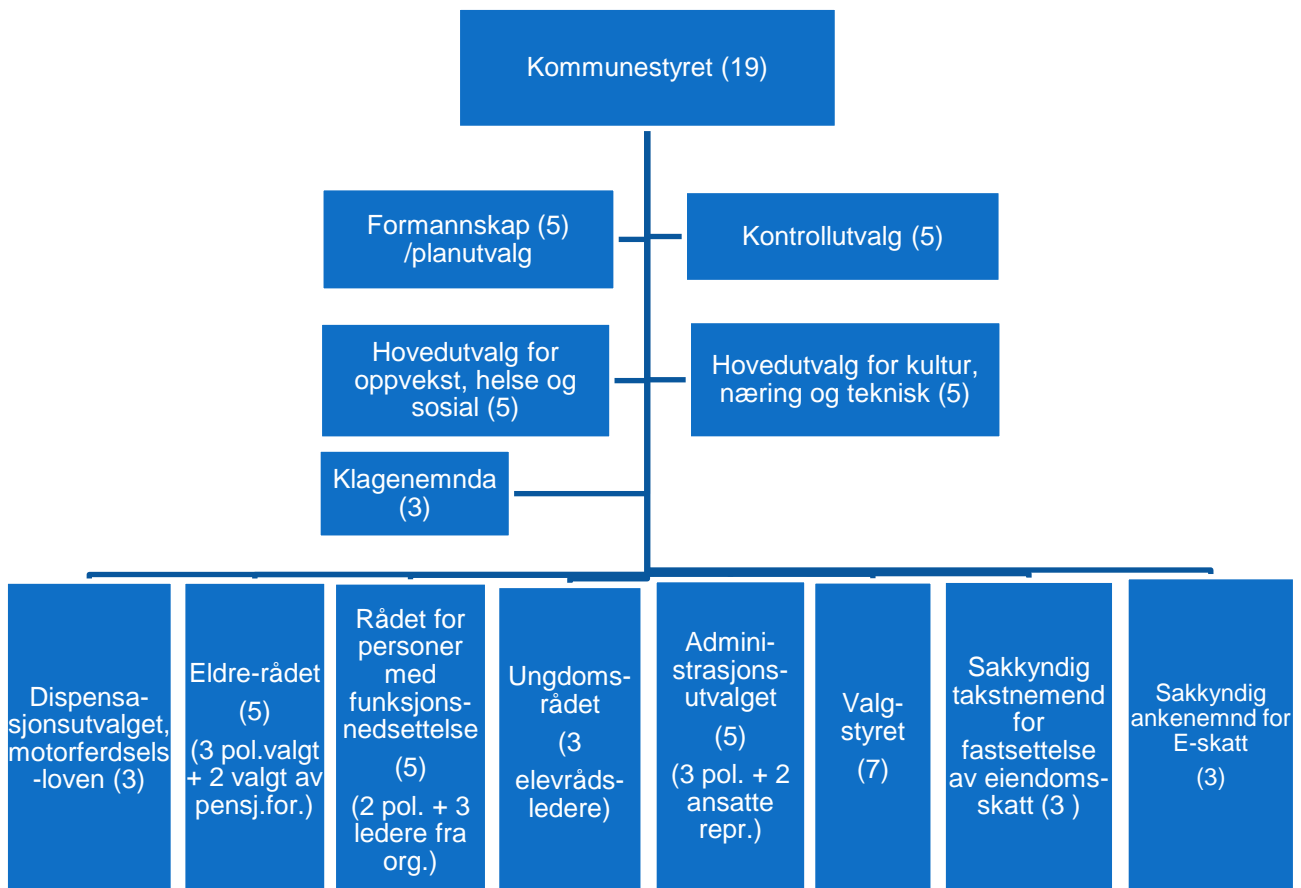 Kommunestyret (19)
Formannskap (5)
/planutvalg
Kontrollutvalg (5)
Hovedutvalg for
oppvekst, helse og
sosial (5)
Hovedutvalg for kultur,
næring og teknisk (5)
Klagenemnda
(3)
Dispensa-
sjonsutvalget,
motorferdsels
-loven (3)
Eldre-rådet
(5)
(3 pol.valgt
+ 2 valgt av
pensj.for.)
Rådet for
personer
med
funksjons-
nedsettelse
(5)
(2 pol. + 3
ledere fra
org.)
Ungdoms-
rådet
(3
elevråds-
ledere)
Admini-
strasjons-
utvalget
(5)
(3 pol. + 2
ansatte
repr.)
Valg-
styret
(7)
Sakkyndig
takstnemend
for
fastsettelse
av eiendoms-
skatt (3 )
Sakkyndig
ankenemnd for
E-skatt
(3)